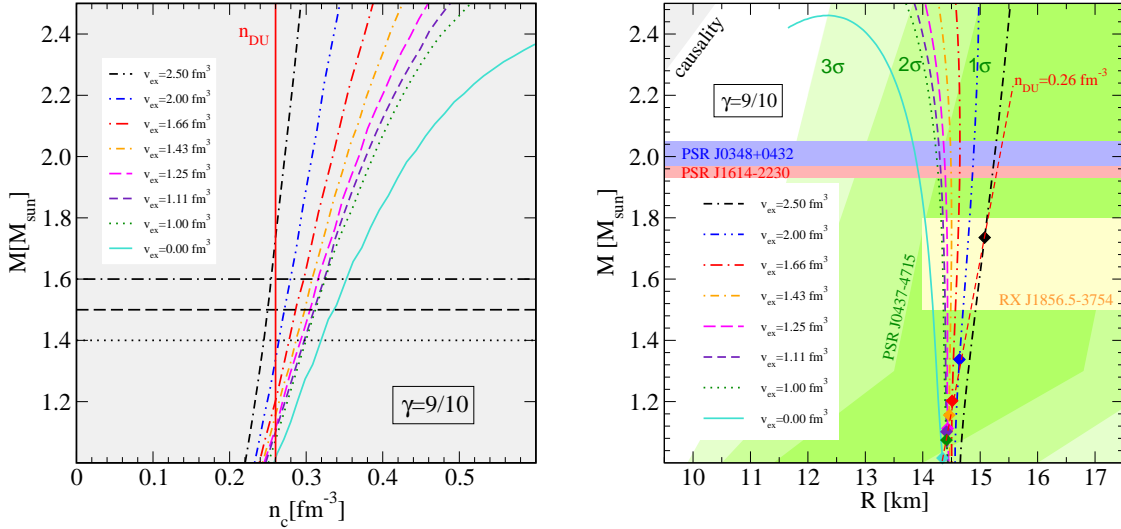 2.4
2.2
2.0
1.8
1.6
1.4
1.2
M[M_sun]
n_DU
v_ex=2.50 fm^3
v_ex=2.00 fm^3
v_ex=1.66 fm^3
v_ex=1.43 fm^3
v_ex=1.25 fm^3
v_ex=1.11 fm^3
v_ex=1.00 fm^3
v_ex=0.00 fm^3
γ=9/10
0 0.1 0.2 0.3 0.4 0.5
n_c[fm^-3]
2.4
2.2
2.0
1.8
1.6
1.4
1.2
M [M_sun]
causality
3σ
2σ
1σ
n_DU=0.26 fm^-3
γ=9/10
PSR J0348+0432
PSR J1614-2230
v_ex=2.50 fm^3
v_ex=2.00 fm^3
v_ex=1.66 fm^3
v_ex=1.43 fm^3
v_ex=1.25 fm^3
v_ex=1.11 fm^3
v_ex=1.00 fm^3
v_ex=0.00 fm^3
PSR J0437-4715
RX J1856.5-3754
10 11 12 13 14 15 16 17
R [km]